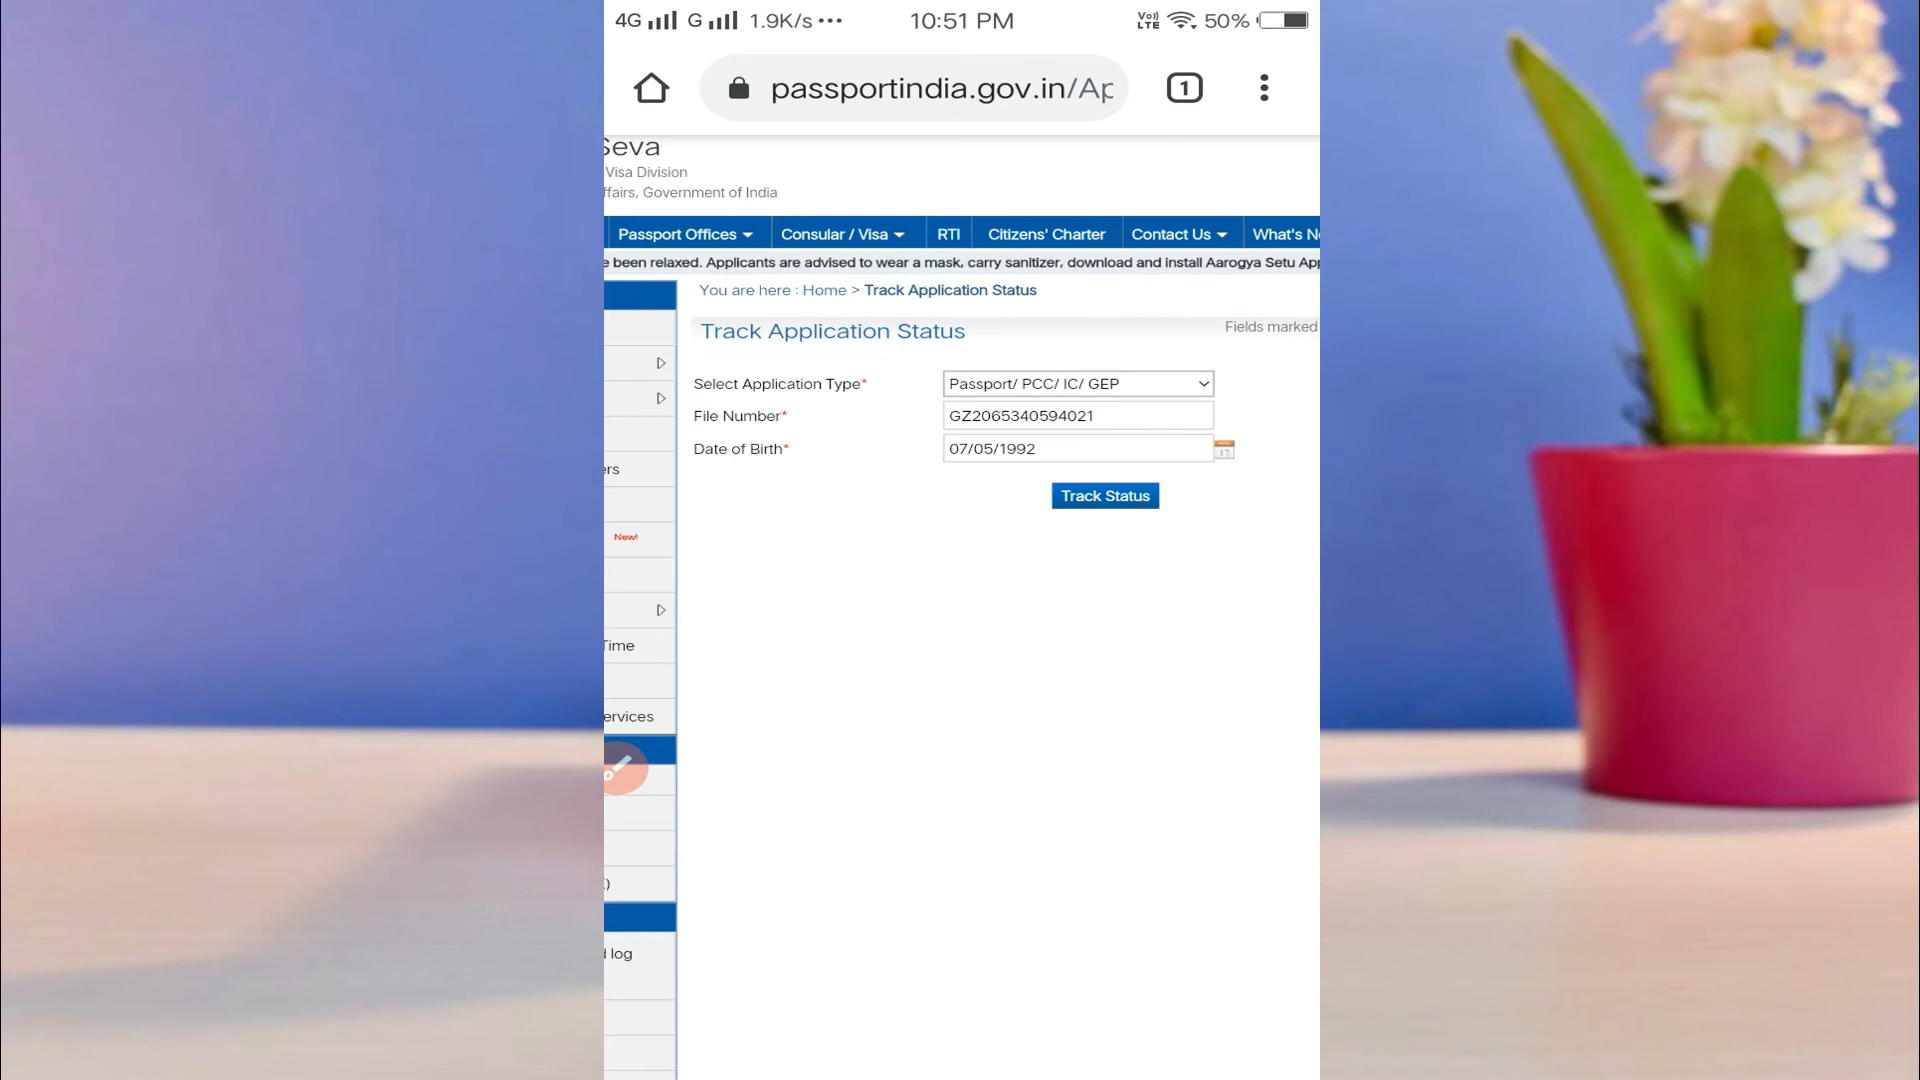 4G G 1.9K/s ••• 10:51 PM Vo)) LTE 50%
passportindia.gov.in/Ap 1
Seva
Visa Division
ffairs, Government of India
Passport Offices Consular / Visa RTI Citizens' Charter Contact Us What's N
e been relaxed. Applicants are advised to wear a mask, carry sanitizer, download and install Aarogya Setu App
You are here : Home > Track Application Status
Track Application Status
Fields marked
Select Application Type* Passport/ PCC/ IC/ GEP
File Number* GZ2065340594021
Date of Birth* 07/05/1992 17
Track Status
ers
New!
Time
ervices
)
d log